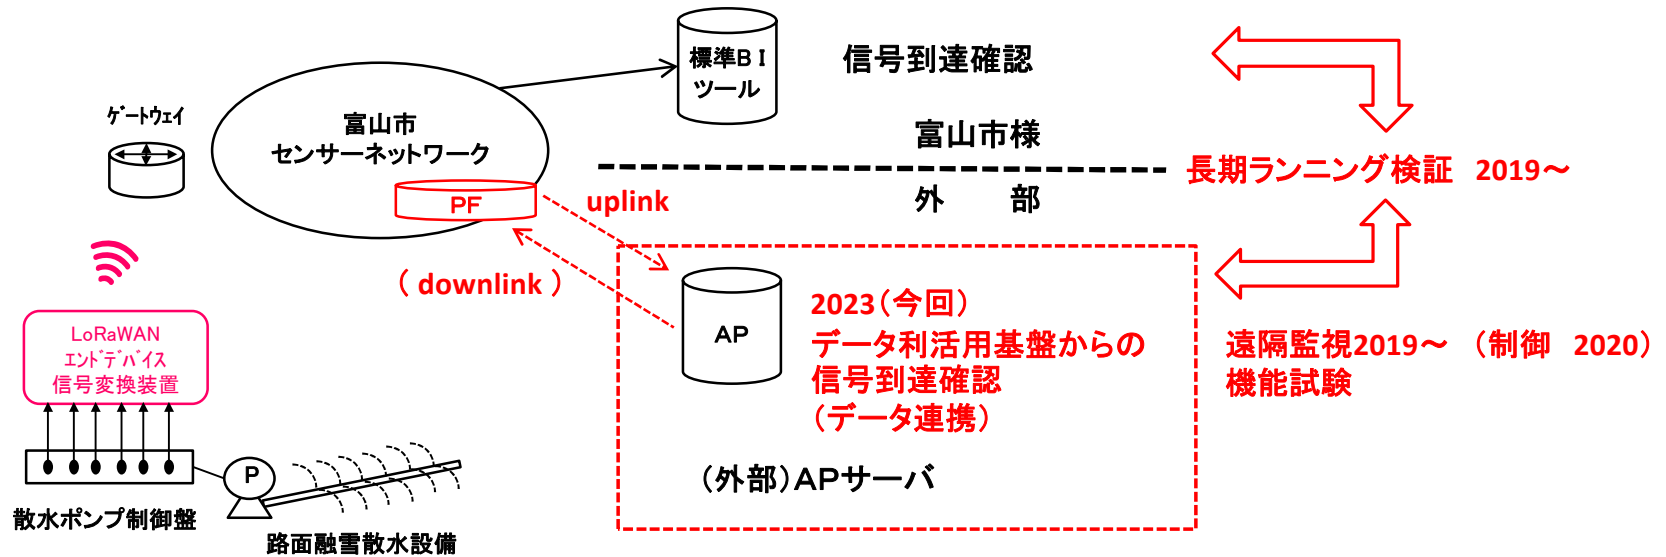 標準BI
ツール
信号到達確認
ｹﾞｰﾄｳｪｲ
富山市
センサーネットワーク
富山市様
長期ランニング検証 2019～
外 部
PF
uplink
（ downlink ）
LoRaWAN
ｴﾝﾄﾞﾃﾞﾊﾞｲｽ
信号変換装置
AP
2023（今回）
データ利活用基盤からの
信号到達確認
（データ連携）
遠隔監視2019～ （制御 2020）
機能試験
（外部）APサーバ
P
散水ポンプ制御盤
路面融雪散水設備